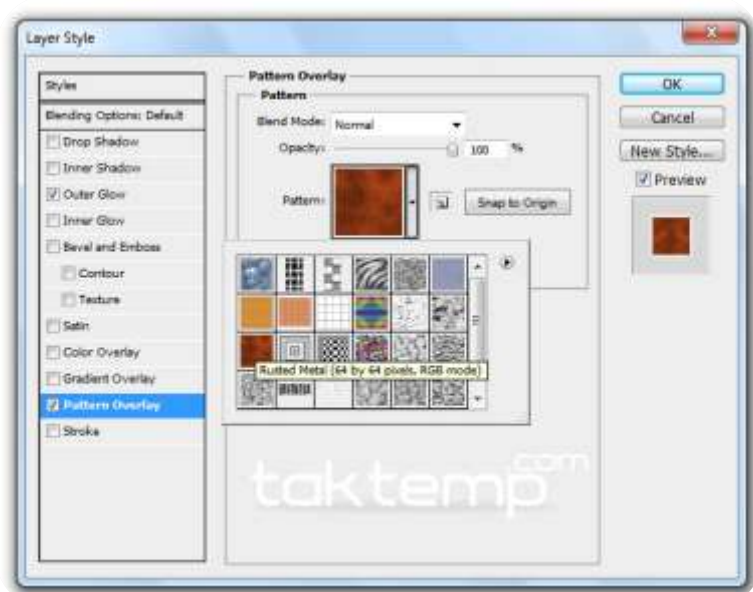 Layer Style
Styles
Blending Options: Default
Drop Shadow
Inner Shadow
Outer Glow
Inner Glow
Bevel and Emboss
Contour
Texture
Satin
Color Overlay
Gradient Overlay
Pattern Overlay
Stroke
Pattern Overlay
Pattern
Blend Mode: Normal
Opacity: 100 %
Pattern: Snap to Origin
Rusted Metal (64 by 64 pixels, RGB mode)
taktemp.com
OK
Cancel
New Style...
Preview